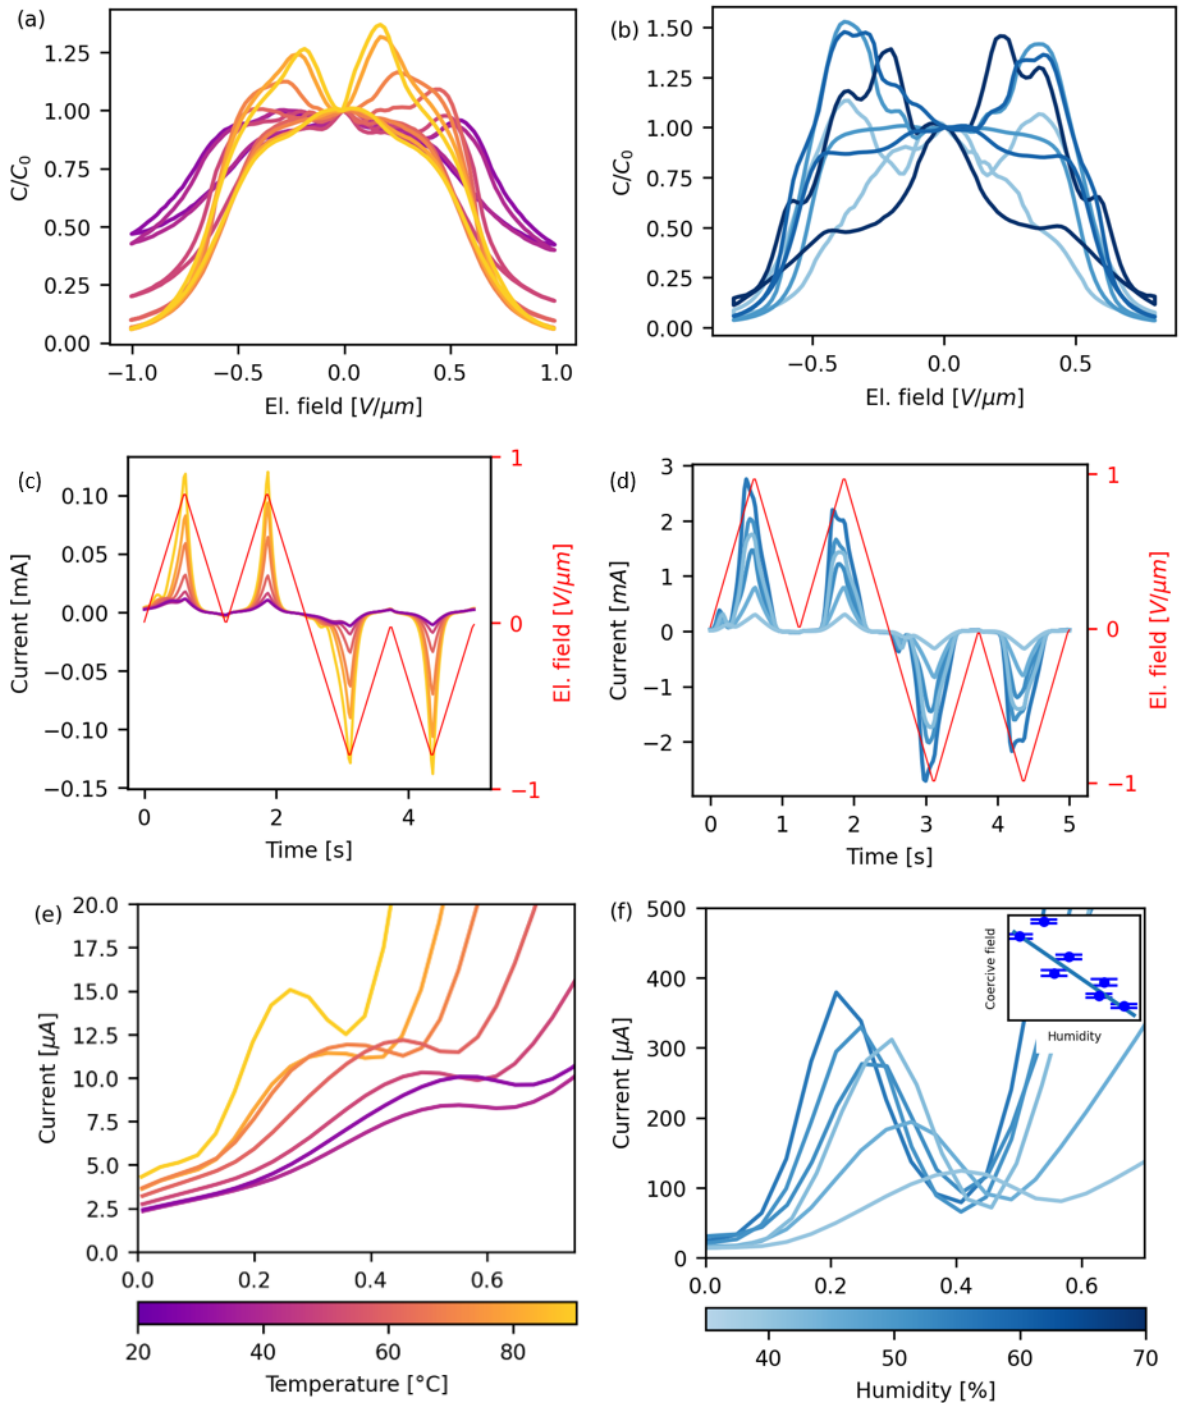 (a)
1.25
1.00
0.75
0.50
0.25
0.00
C/C0
−1.0 −0.5 0.0 0.5 1.0
El. field [V/μm]
(b)
1.50
1.25
1.00
0.75
0.50
0.25
0.00
C/C0
−0.5 0.0 0.5
El. field [V/μm]
(c)
0.10
0.05
0.00
−0.05
−0.10
−0.15
Current [mA]
1
0
−1
El. field [V/μm]
0 2 4
Time [s]
(d)
3
2
1
0
−1
−2
Current [mA]
1
0
−1
El. field [V/μm]
0 1 2 3 4 5
Time [s]
(e)
20.0
17.5
15.0
12.5
10.0
7.5
5.0
2.5
0.0
Current [μA]
0.0 0.2 0.4 0.6
20 40 60 80
Temperature [°C]
(f)
500
400
300
200
100
0
Current [μA]
Coercive field
Humidity
0.0 0.2 0.4 0.6
40 50 60 70
Humidity [%]